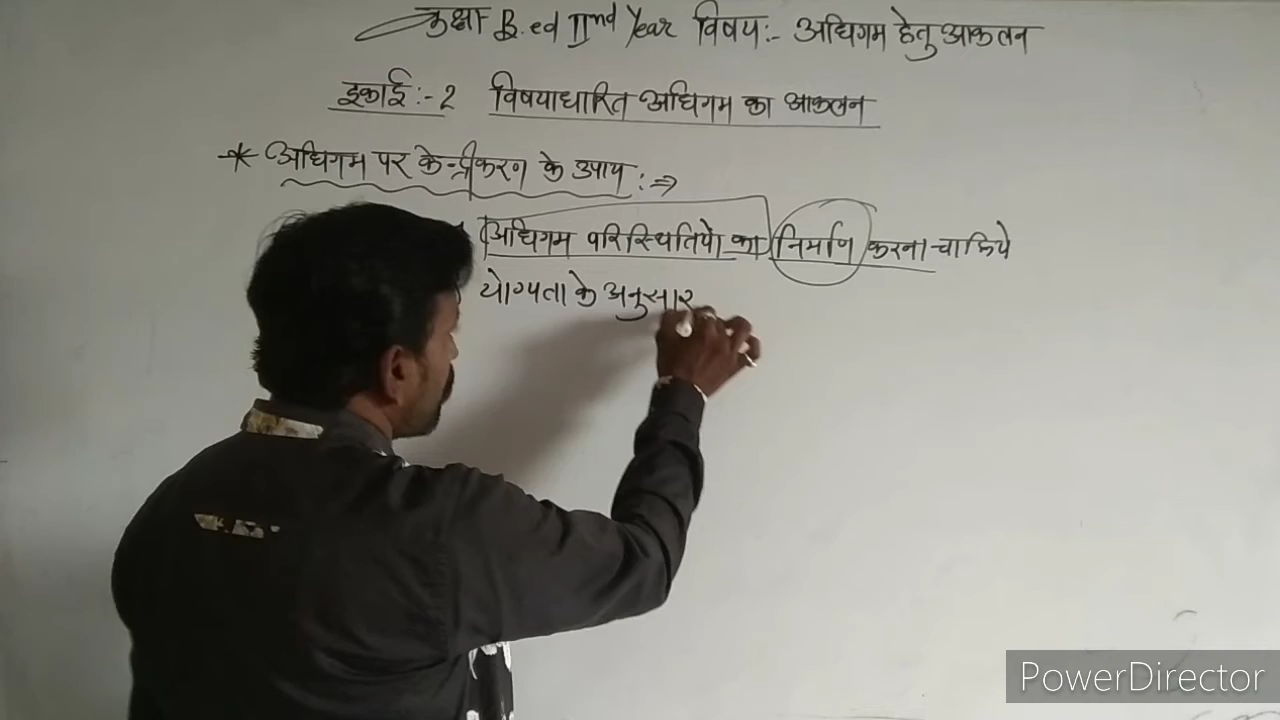 कक्षा B.ed IInd Year विषय:- अधिगम हेतु आकलन
इकाई:-2 विषयाधारित अधिगम का आकलन
* अधिगम पर केन्द्रीकरण के उपाय:⇒
अधिगम परिस्थितियो का निर्माण करना चाहिये
योग्यता के अनुसार
PowerDirector